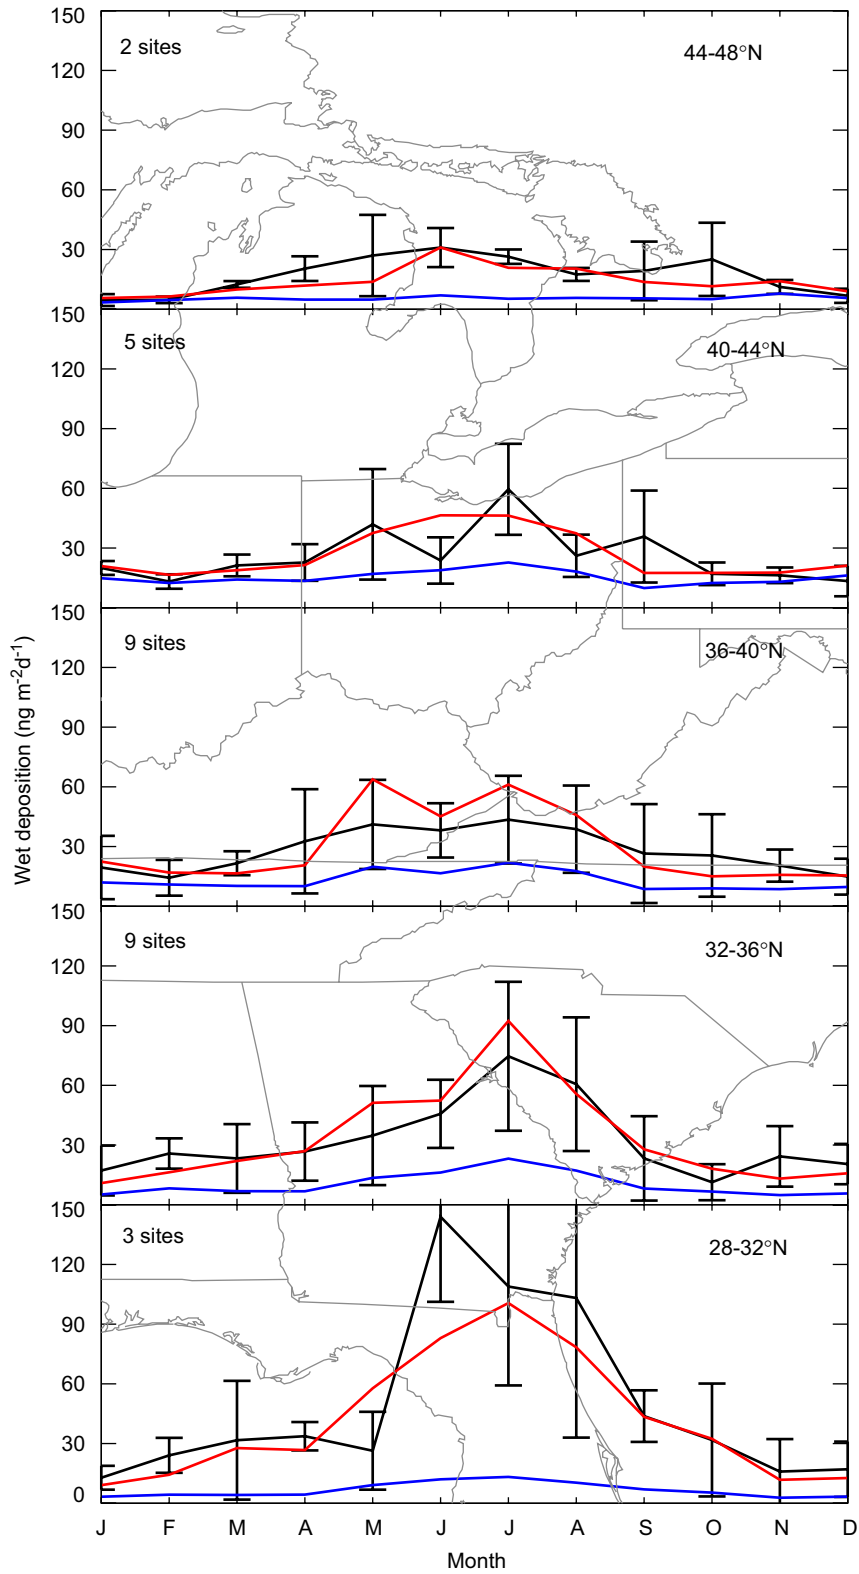 150
2 sites
44-48°N
120
90
60
30
150
5 sites
40-44°N
120
90
60
30
150
9 sites
36-40°N
120
90
60
30
150
9 sites
32-36°N
120
90
60
30
150
3 sites
28-32°N
120
90
60
30
0
J F M A M J J A S O N D
Month
Wet deposition (ng m-2d-1)